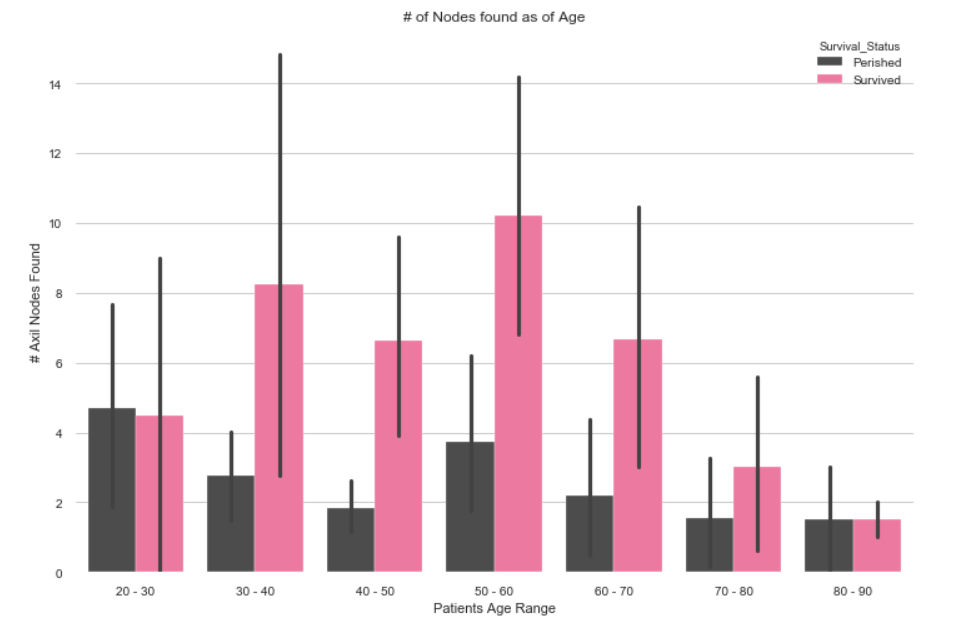 # of Nodes found as of Age
Survival_Status
Perished
Survived
14
12
10
8
6
4
2
0
# Axil Nodes Found
20 - 30
30 - 40
40 - 50
50 - 60
60 - 70
70 - 80
80 - 90
Patients Age Range